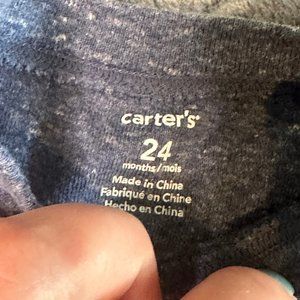 carter's
24
months/mois
Made in China
Fabriqué en Chine
Hecho en China